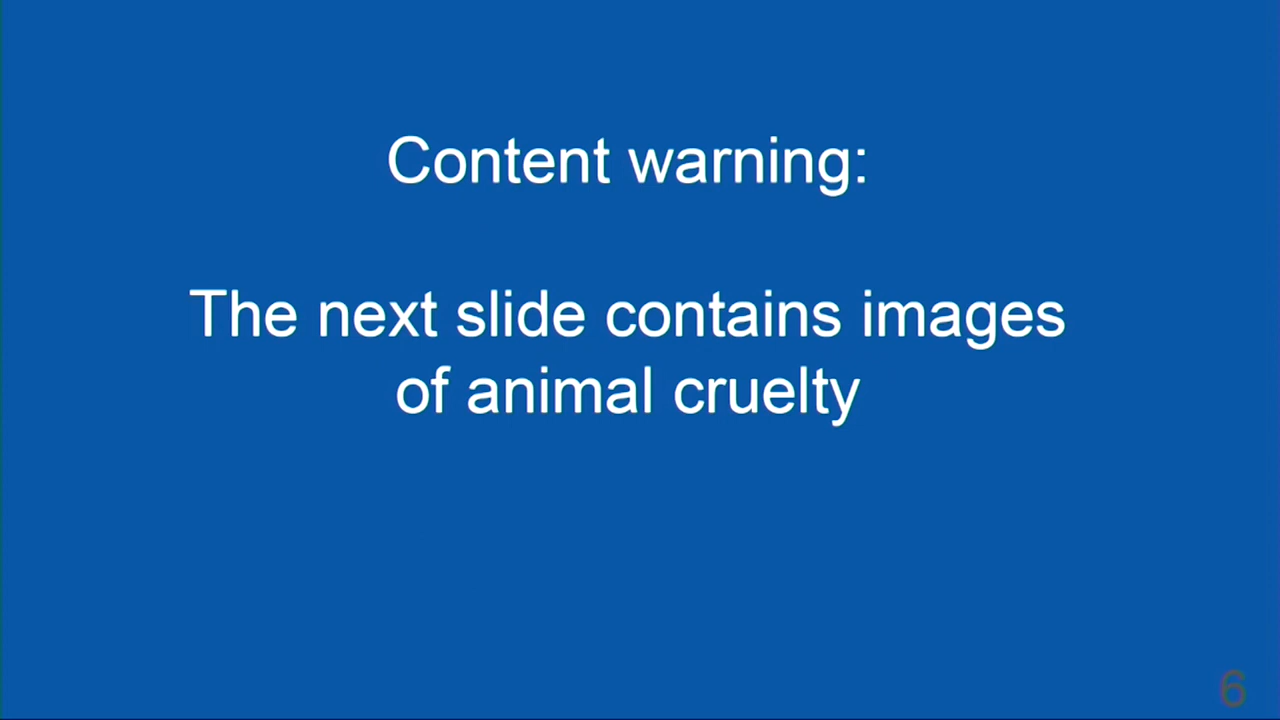 Content warning:
The next slide contains images
of animal cruelty
6